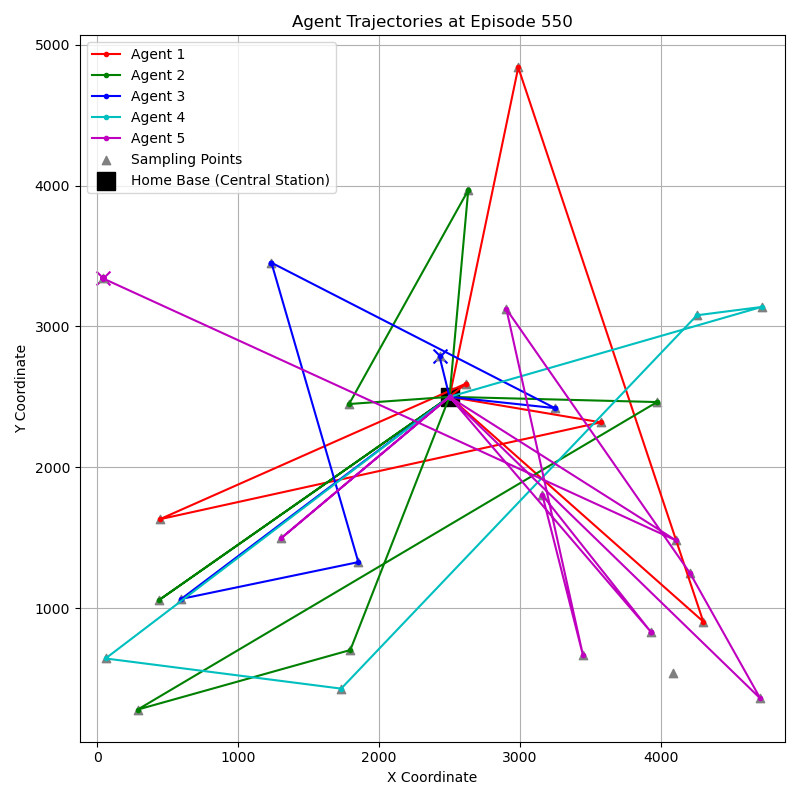 Agent Trajectories at Episode 550
Agent 1
Agent 2
Agent 3
Agent 4
Agent 5
Sampling Points
Home Base (Central Station)
5000
4000
3000
2000
1000
Y Coordinate
0 1000 2000 3000 4000
X Coordinate